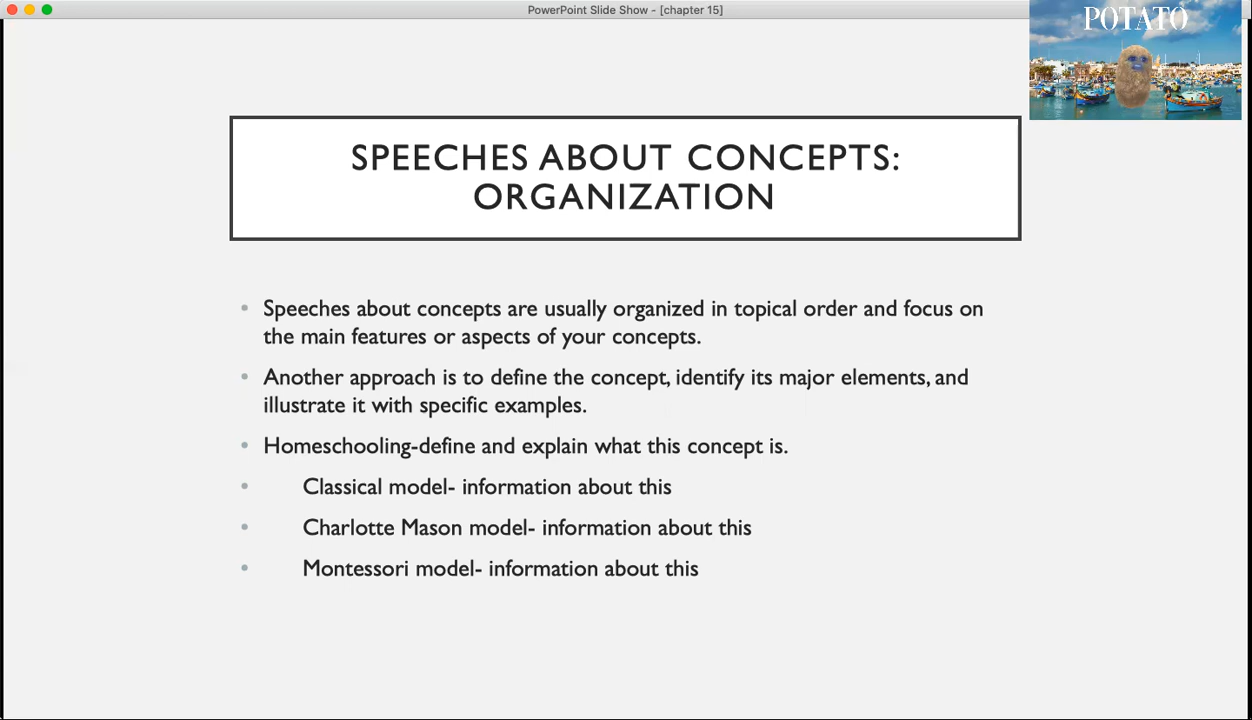 PowerPoint Slide Show - [chapter 15]
POTATO
SPEECHES ABOUT CONCEPTS:
ORGANIZATION
• Speeches about concepts are usually organized in topical order and focus on
the main features or aspects of your concepts.
• Another approach is to define the concept, identify its major elements, and
illustrate it with specific examples.
• Homeschooling-define and explain what this concept is.
• Classical model- information about this
• Charlotte Mason model- information about this
• Montessori model- information about this